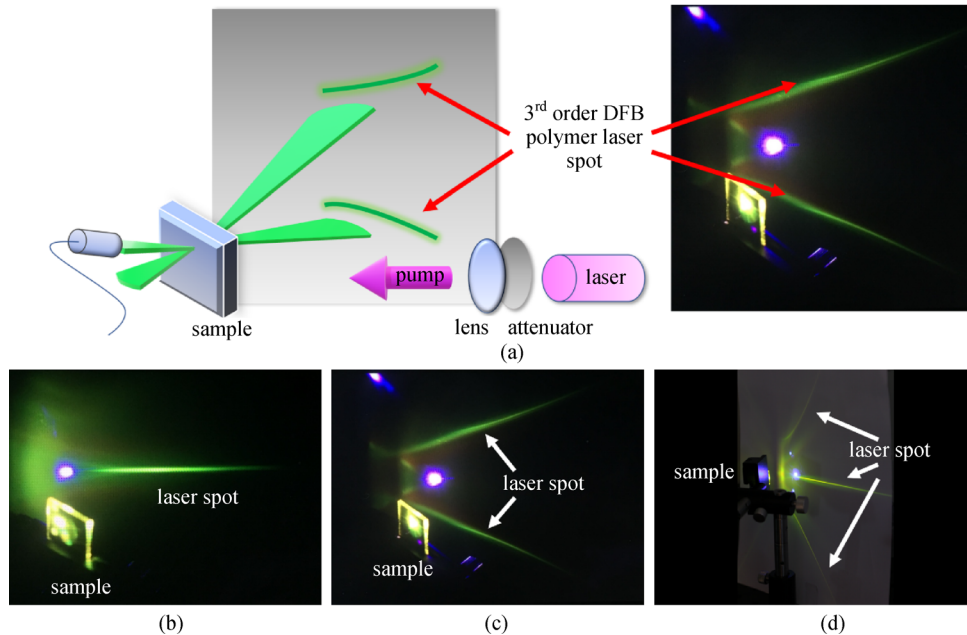 3rd order DFB
polymer laser
spot
pump
laser
sample
lens
attenuator
(a)
laser spot
sample
(b)
laser spot
sample
(c)
sample
laser spot
(d)